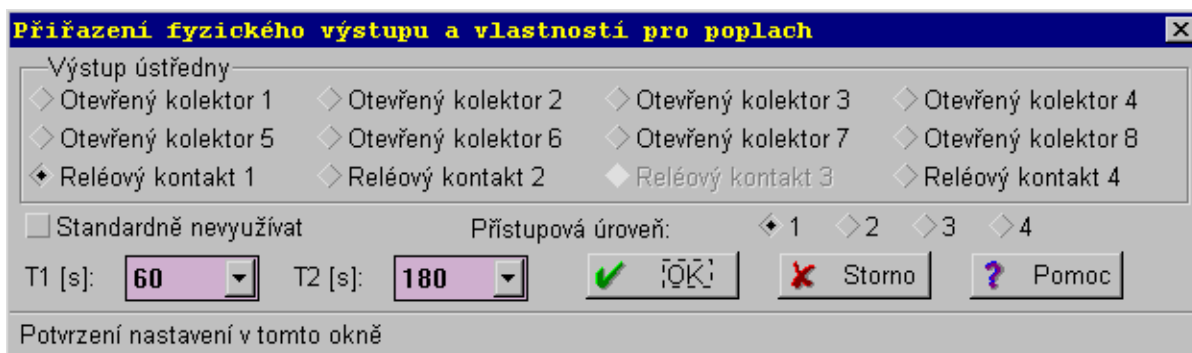 Přiřazení fyzického výstupu a vlastností pro poplach
Výstup ústředny
Otevřený kolektor 1 Otevřený kolektor 2 Otevřený kolektor 3 Otevřený kolektor 4
Otevřený kolektor 5 Otevřený kolektor 6 Otevřený kolektor 7 Otevřený kolektor 8
Reléový kontakt 1 Reléový kontakt 2 Reléový kontakt 3 Reléový kontakt 4
Standardně nevyužívat Přístupová úroveň: 1 2 3 4
T1 [s]: 60 T2 [s]: 180 OK Storno Pomoc
Potvrzení nastavení v tomto okně